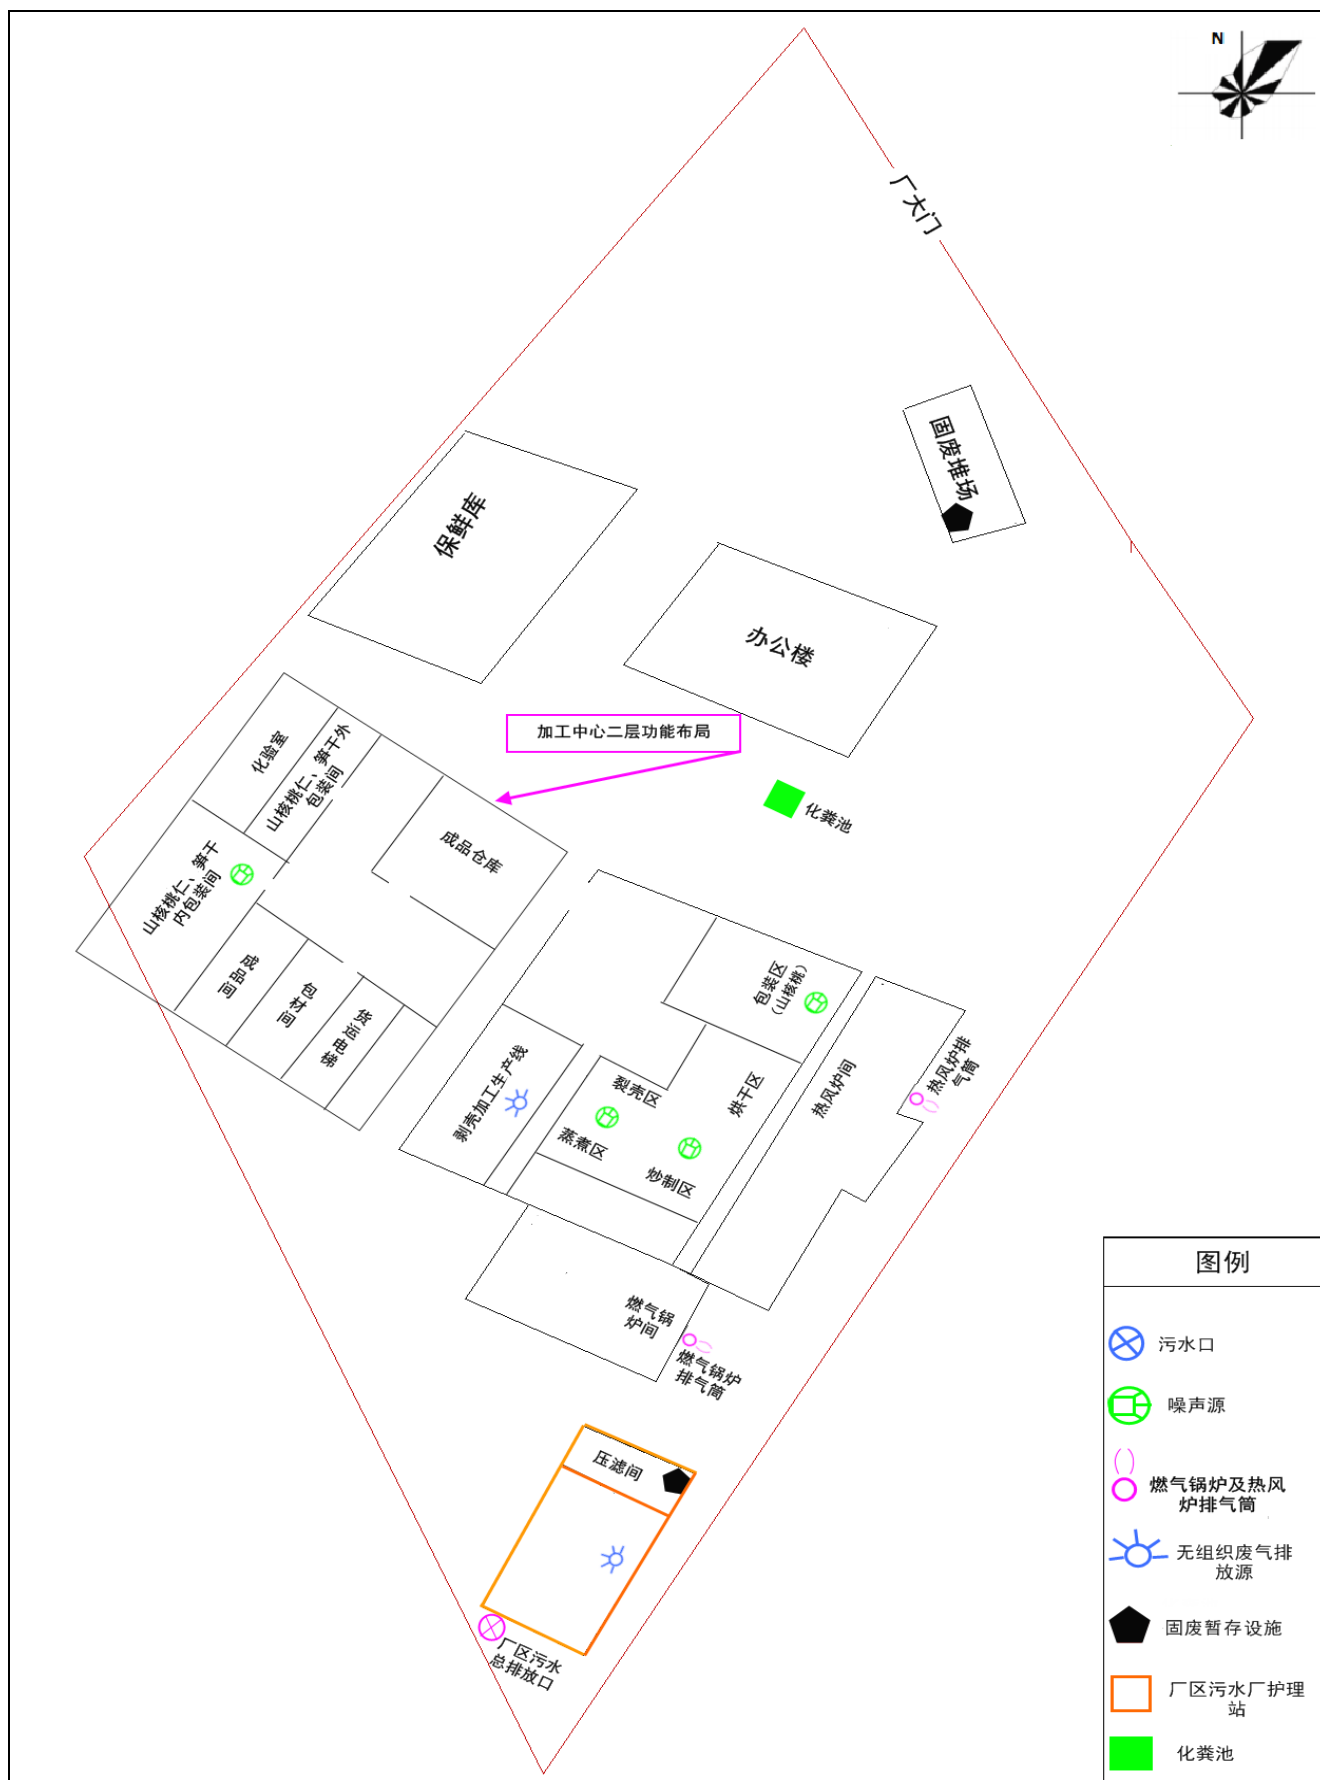 N
厂大门
固废堆场
保鲜库
办公楼
加工中心二层功能布局
化粪池
化验室
山核桃仁、笋干外
包装间
成品仓库
山核桃仁、笋干
内包装间
成品间
包材间
货运电梯
包装区
（山核桃）
剥壳加工生产线
裂壳区
烘干区
蒸煮区
炒制区
热风炉间
热风炉排
气筒
燃气锅
炉间
燃气锅炉
排气筒
压滤间
厂区污水
总排放口
图例
污水口
噪声源
燃气锅炉及热风
炉排气筒
无组织废气排
放源
固废暂存设施
厂区污水厂护理
站
化粪池